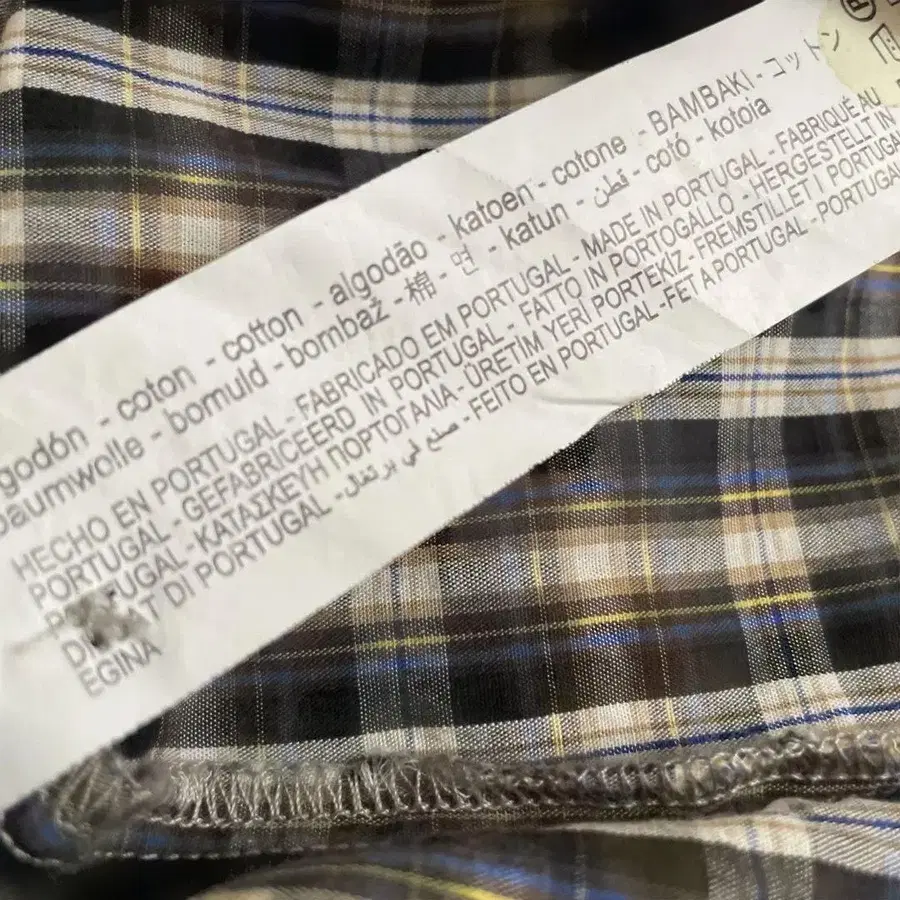 lgodón - coton - cotton - algodão - katoen - cotone - BAMBAKI - コットン
baumwolle - bomuld - bombaž - 棉 - 면 - katun - قطن - cotó - kotoia
HECHO EN PORTUGAL - FABRICADO EM PORTUGAL - MADE IN PORTUGAL - FABRIQUÉ AU
PORTUGAL - GEFABRICEERD IN PORTUGAL - FATTO IN PORTOGALLO - HERGESTELLT IN
PORTUGAL - ΚΑΤΑΣΚΕΥΗ ΠΟΡΤΟΓΑΛΙΑ - ÜRETİM YERİ PORTEKİZ - FREMSTILLET I PORTUGA
DI PORTUGAL - صنع في برتغال - FEITO EN PORTUGAL - FET A PORTUGAL - PORTUGA
EGINA